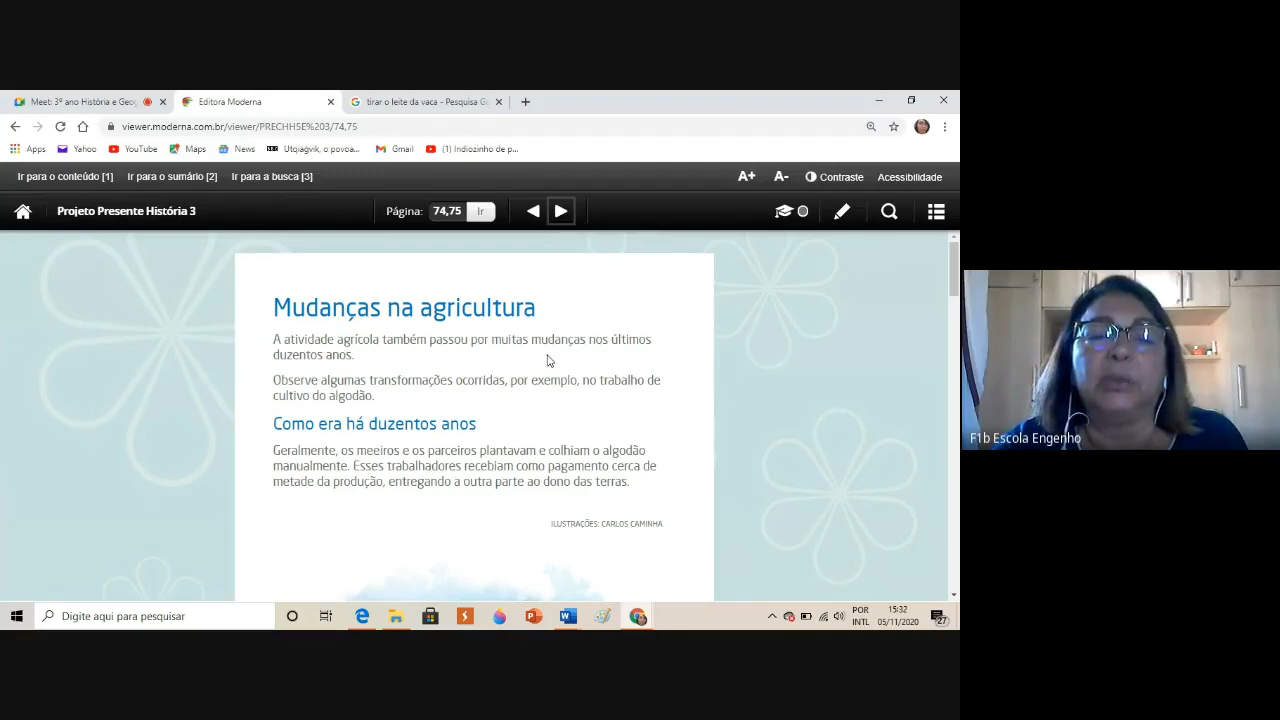 Meet: 3º ano História e Geog
Editora Moderna
tirar o leite da vaca - Pesquisa G
viewer.moderna.com.br/viewer/PRECHH5E%203/74,75
Apps
Yahoo
YouTube
Maps
News
Utqiaġvik, o povoa...
Gmail
(1) Indiozinho de p...
Ir para o conteúdo [1]
Ir para o sumário [2]
Ir para a busca [3]
A+
A-
Contraste
Acessibilidade
Projeto Presente História 3
Página:
74,75
Ir
Mudanças na agricultura
A atividade agrícola também passou por muitas mudanças nos últimos
duzentos anos.
Observe algumas transformações ocorridas, por exemplo, no trabalho de
cultivo do algodão.
Como era há duzentos anos
Geralmente, os meeiros e os parceiros plantavam e colhiam o algodão
manualmente. Esses trabalhadores recebiam como pagamento cerca de
metade da produção, entregando a outra parte ao dono das terras.
ILUSTRAÇÕES: CARLOS CAMINHA
F1b Escola Engenho
Digite aqui para pesquisar
POR
INTL
15:32
05/11/2020
27